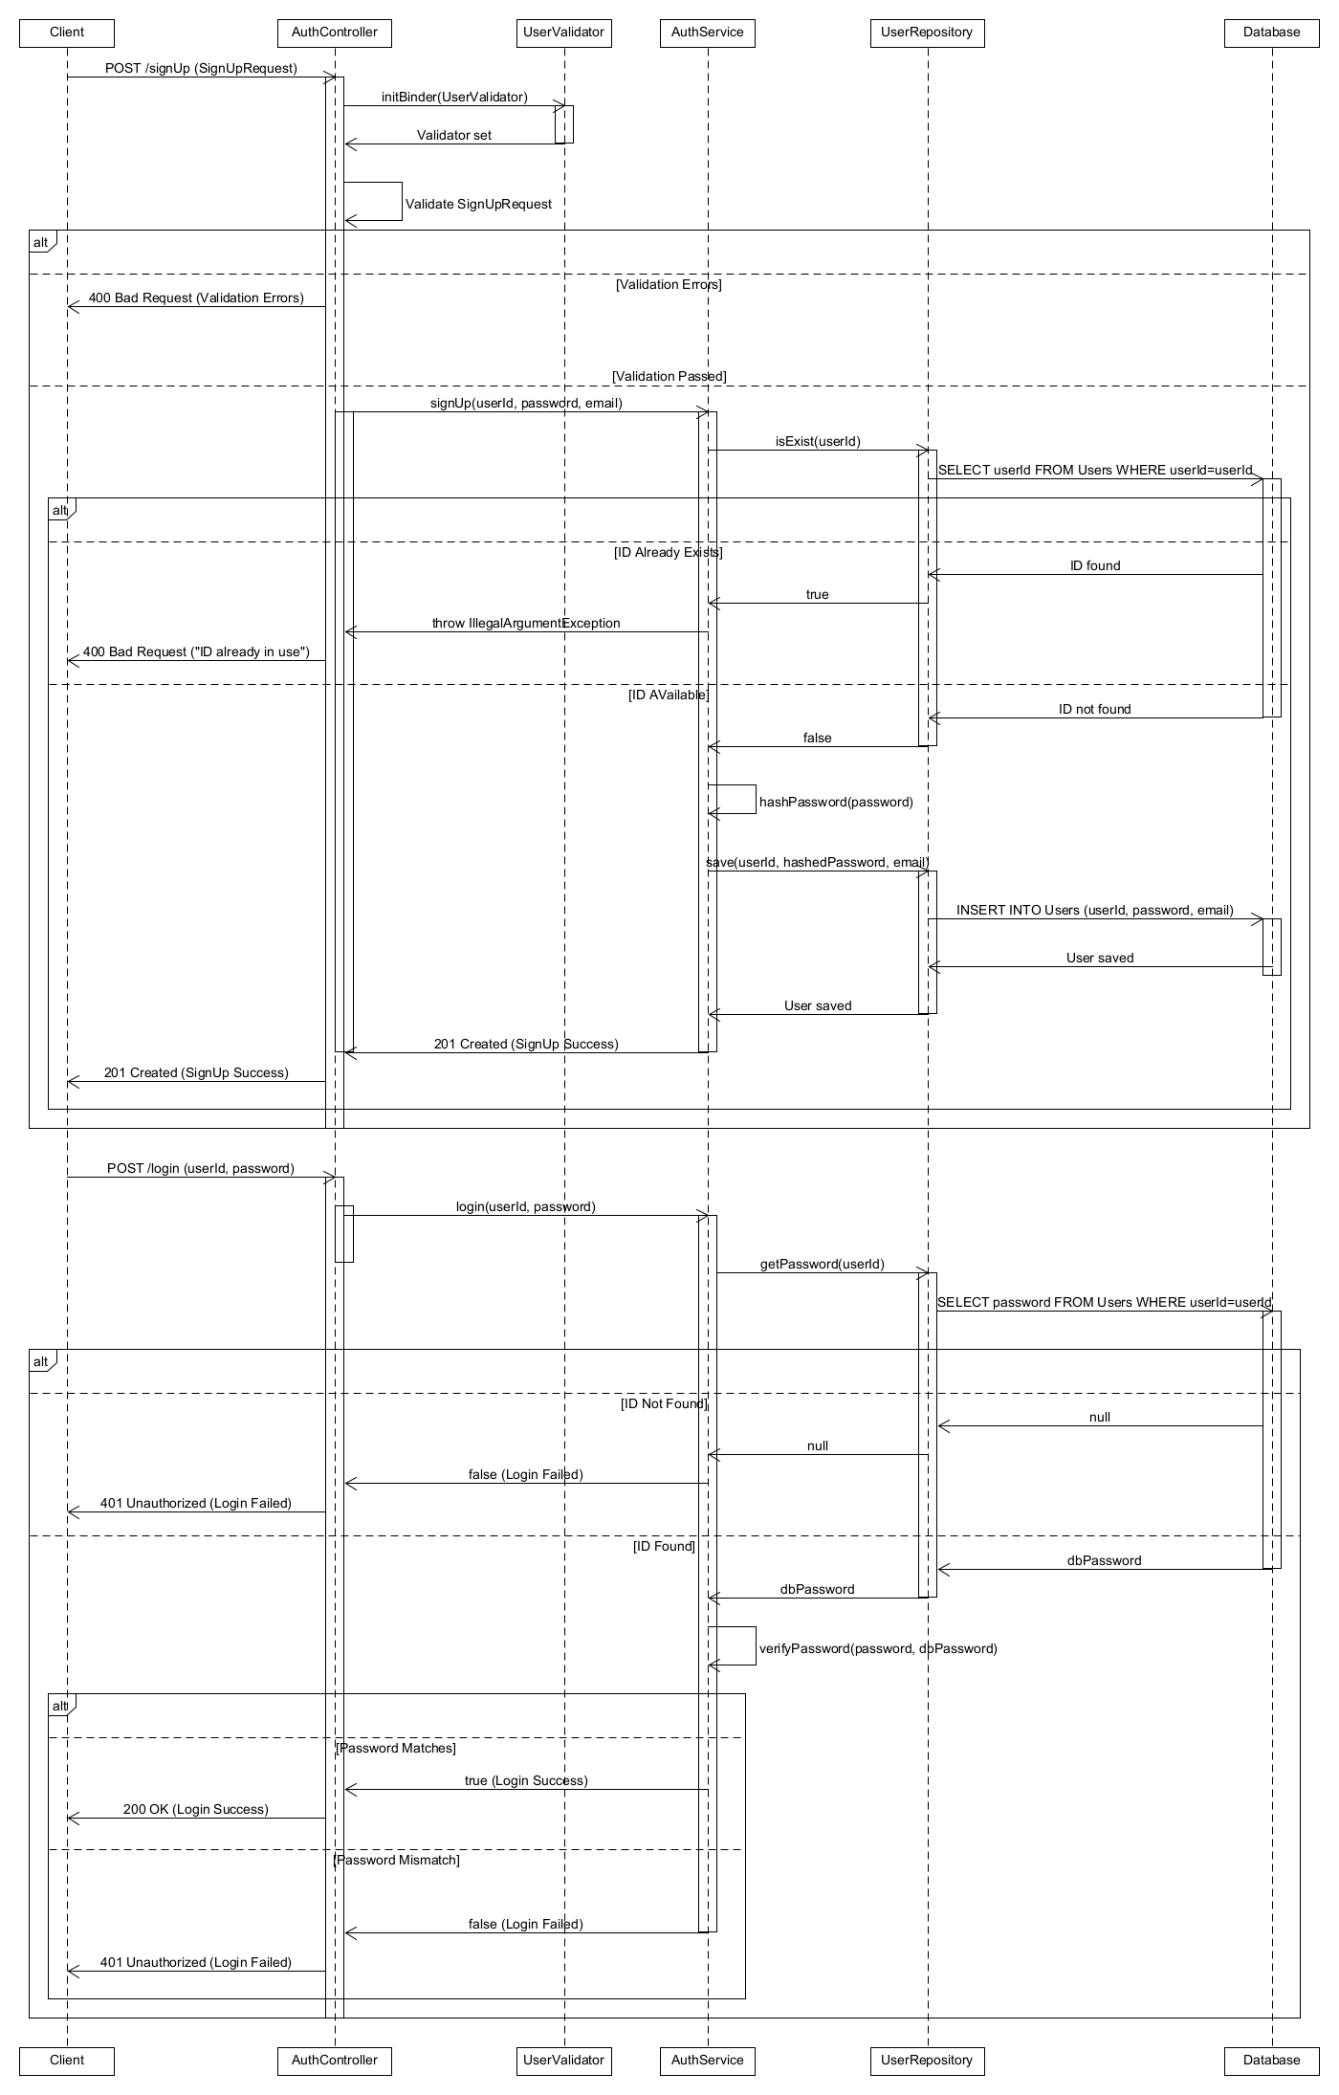 Client
AuthController
UserValidator
AuthService
UserRepository
Database
POST /signUp (SignUpRequest)
initBinder(UserValidator)
Validator set
Validate SignUpRequest
alt
[Validation Errors]
400 Bad Request (Validation Errors)
[Validation Passed]
signUp(userId, password, email)
isExist(userId)
SELECT userId FROM Users WHERE userId=userId
alt
[ID Already Exists]
ID found
true
throw IllegalArgumentException
400 Bad Request ("ID already in use")
[ID AVailable]
ID not found
false
hashPassword(password)
save(userId, hashedPassword, email)
INSERT INTO Users (userId, password, email)
User saved
User saved
201 Created (SignUp Success)
201 Created (SignUp Success)
POST /login (userId, password)
login(userId, password)
getPassword(userId)
SELECT password FROM Users WHERE userId=userId
alt
[ID Not Found]
null
null
false (Login Failed)
401 Unauthorized (Login Failed)
[ID Found]
dbPassword
dbPassword
verifyPassword(password, dbPassword)
alt
[Password Matches]
true (Login Success)
200 OK (Login Success)
[Password Mismatch]
false (Login Failed)
401 Unauthorized (Login Failed)
Client
AuthController
UserValidator
AuthService
UserRepository
Database